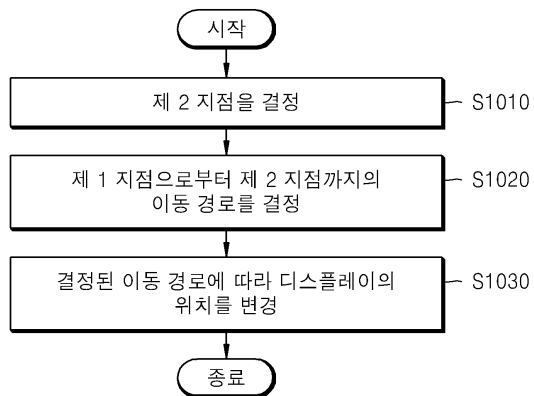 시작
제 2 지점을 결정
S1010
제 1 지점으로부터 제 2 지점까지의
이동 경로를 결정
S1020
결정된 이동 경로에 따라 디스플레이의
위치를 변경
S1030
종료